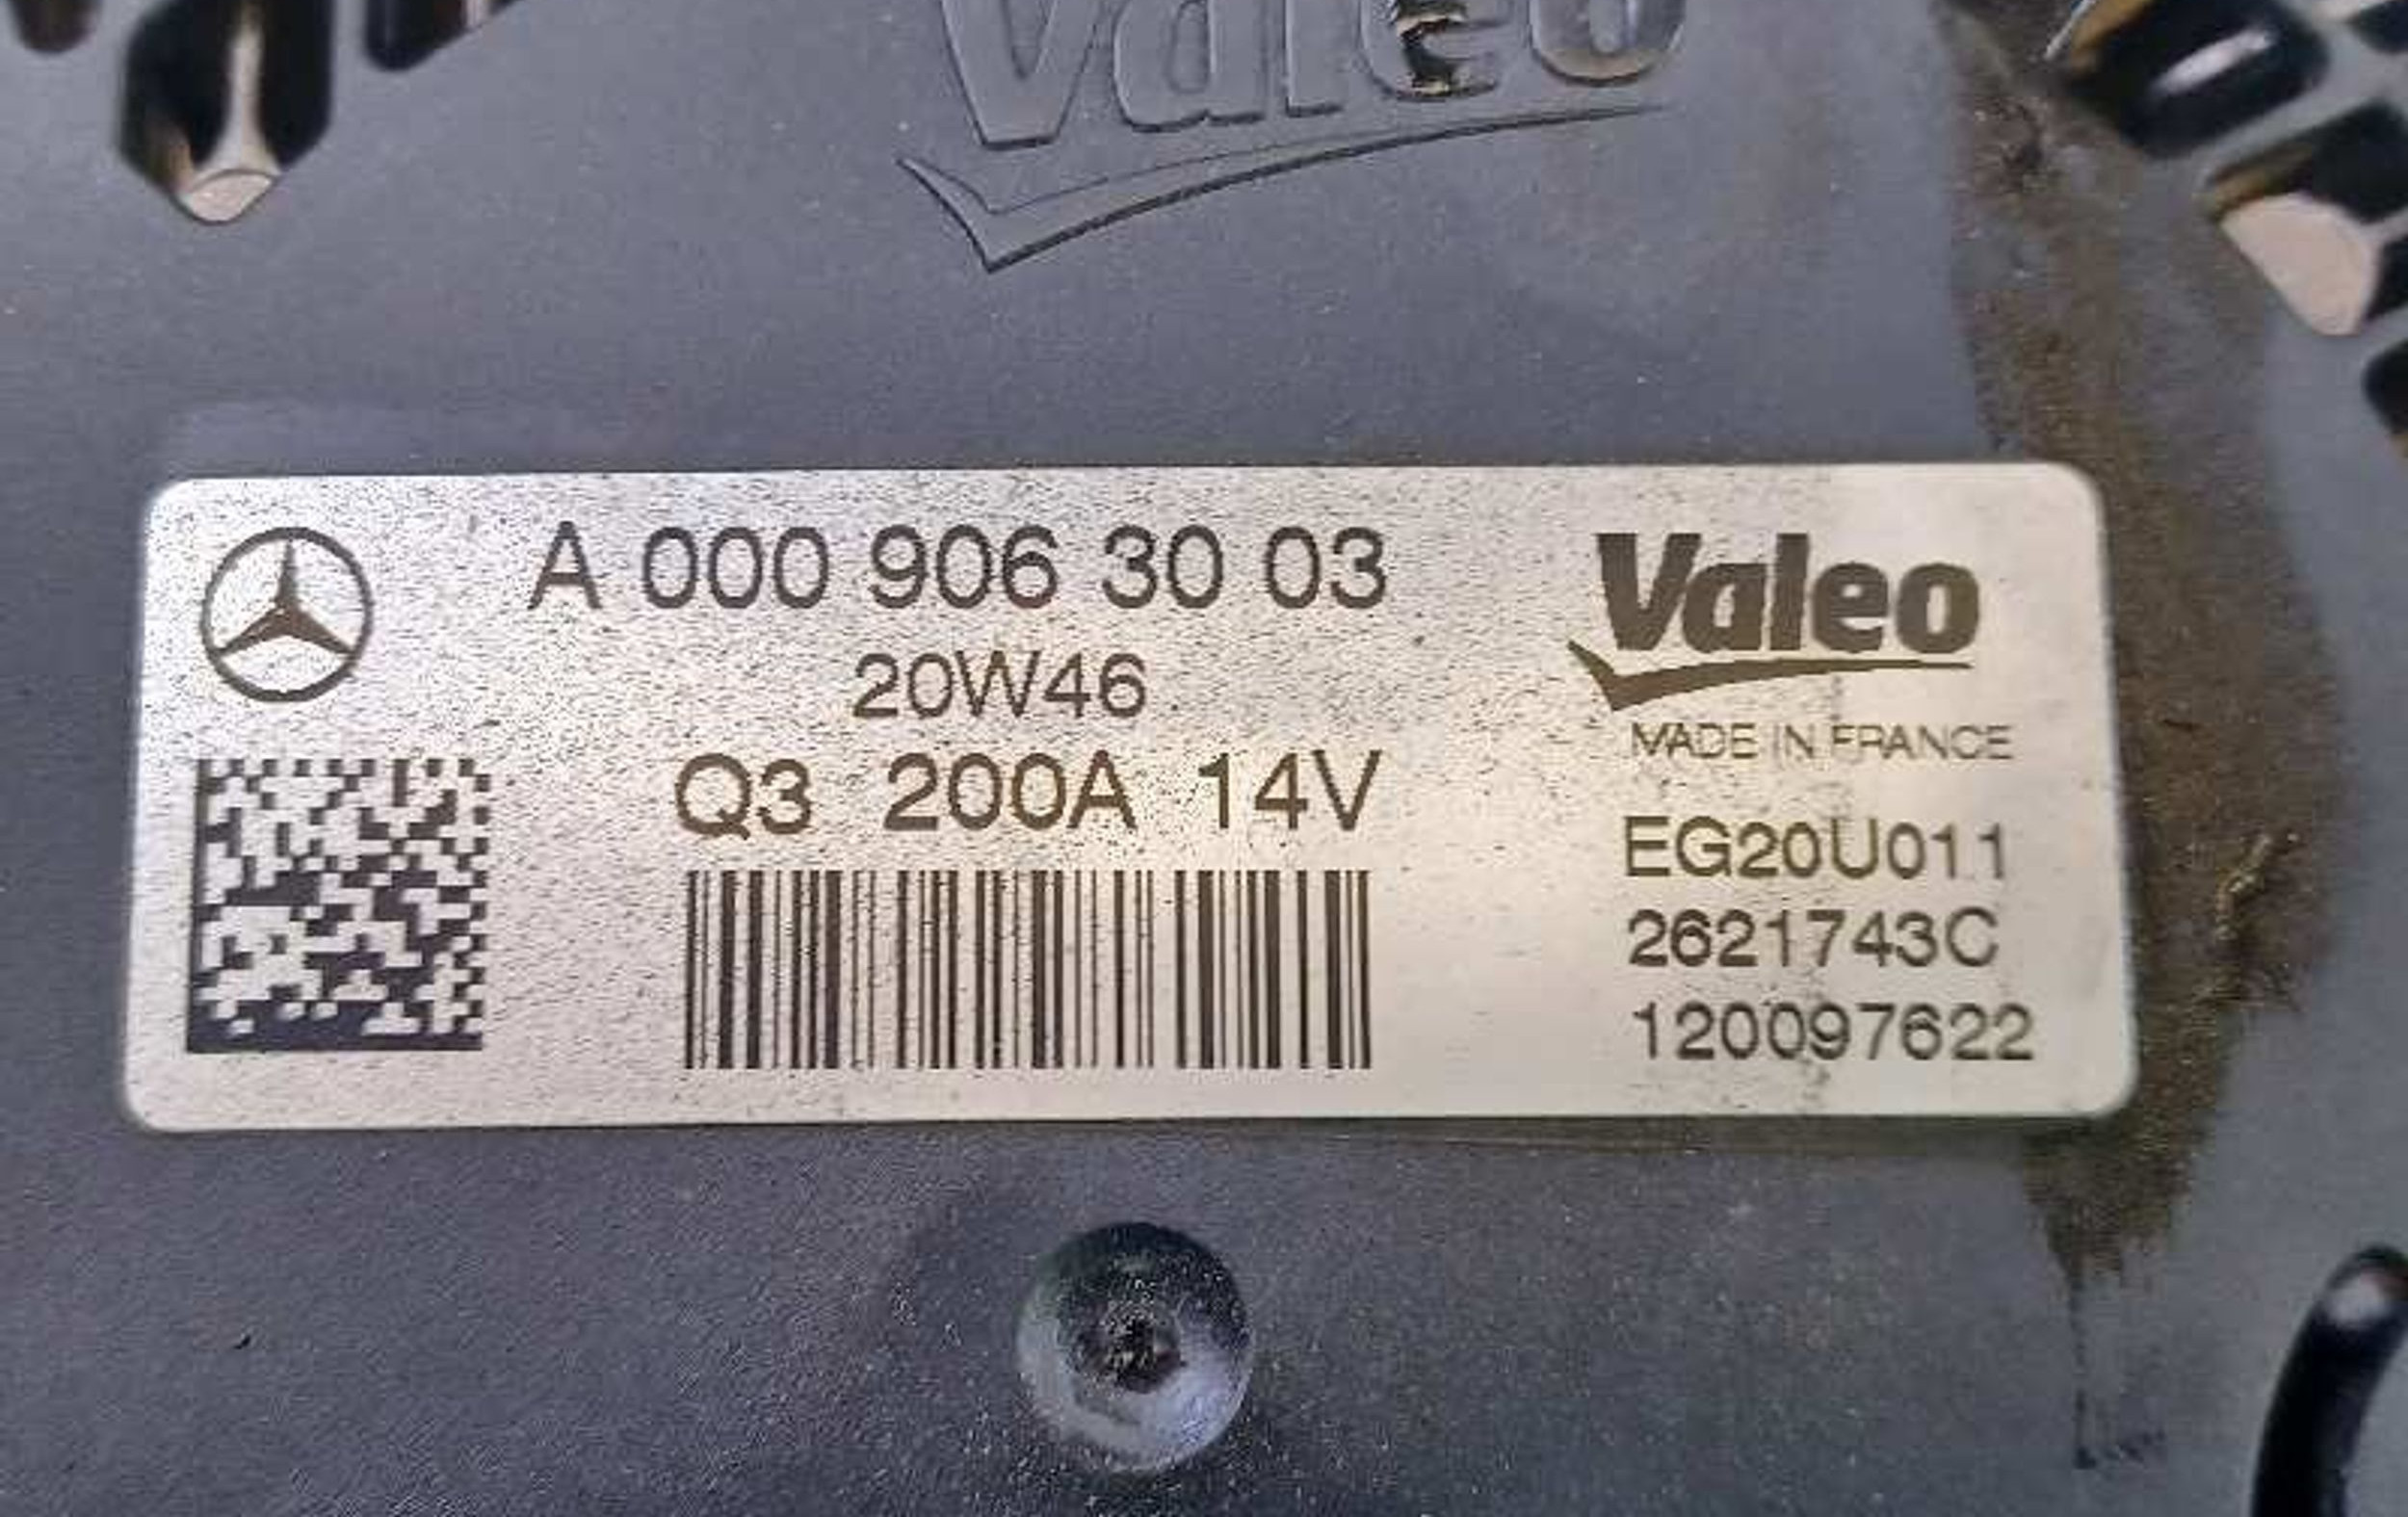 Valeo
A 000 906 30 03
20W46
Q3 200A 14V
Valeo
MADE IN FRANCE
EG20U011
2621743C
120097622